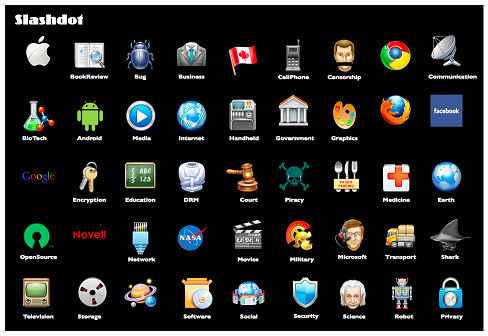 Slashdot
BookReview Bug Business CellPhone Censorship Communication
facebook
BioTech Android Media Internet Handheld Government Graphics
Google
ABC
123
PATENT
PENDING
Encryption Education DRM Court Piracy Medicine Earth
Novell
NASA
OpenSource Network Movies Military Microsoft Transport Shark
Television Storage Software Social Security Science Robot Privacy